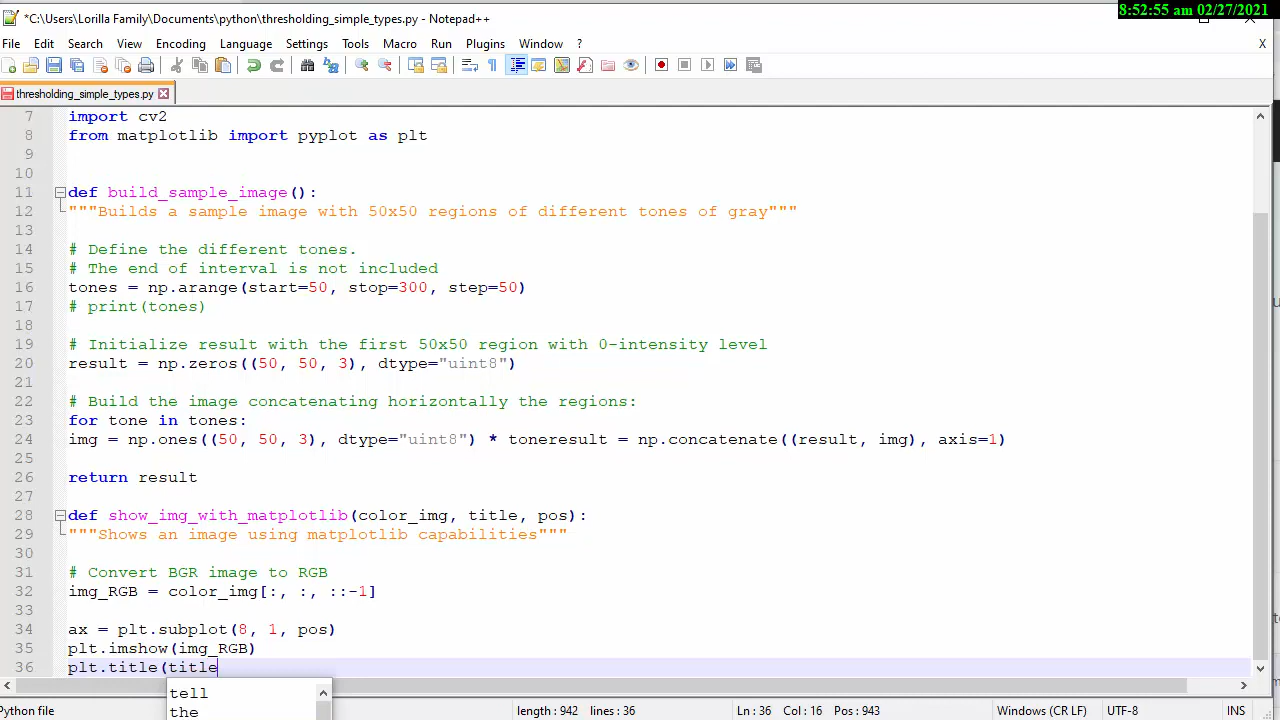 8:52:55 am 02/27/2021
*C:\Users\Lorilla Family\Documents\python\thresholding_simple_types.py - Notepad++
File Edit Search View Encoding Language Settings Tools Macro Run Plugins Window ? X
thresholding_simple_types.py
7 import cv2
8 from matplotlib import pyplot as plt
9
10
11 def build_sample_image():
12 """Builds a sample image with 50x50 regions of different tones of gray"""
13
14 # Define the different tones.
15 # The end of interval is not included
16 tones = np.arange(start=50, stop=300, step=50)
17 # print(tones)
18
19 # Initialize result with the first 50x50 region with 0-intensity level
20 result = np.zeros((50, 50, 3), dtype="uint8")
21
22 # Build the image concatenating horizontally the regions:
23 for tone in tones:
24 img = np.ones((50, 50, 3), dtype="uint8") * toneresult = np.concatenate((result, img), axis=1)
25
26 return result
27
28 def show_img_with_matplotlib(color_img, title, pos):
29 """Shows an image using matplotlib capabilities"""
30
31 # Convert BGR image to RGB
32 img_RGB = color_img[:, :, ::-1]
33
34 ax = plt.subplot(8, 1, pos)
35 plt.imshow(img_RGB)
36 plt.title(title
tell
the
Python file length : 942 lines : 36 Ln : 36 Col : 16 Pos : 943 Windows (CR LF) UTF-8 INS